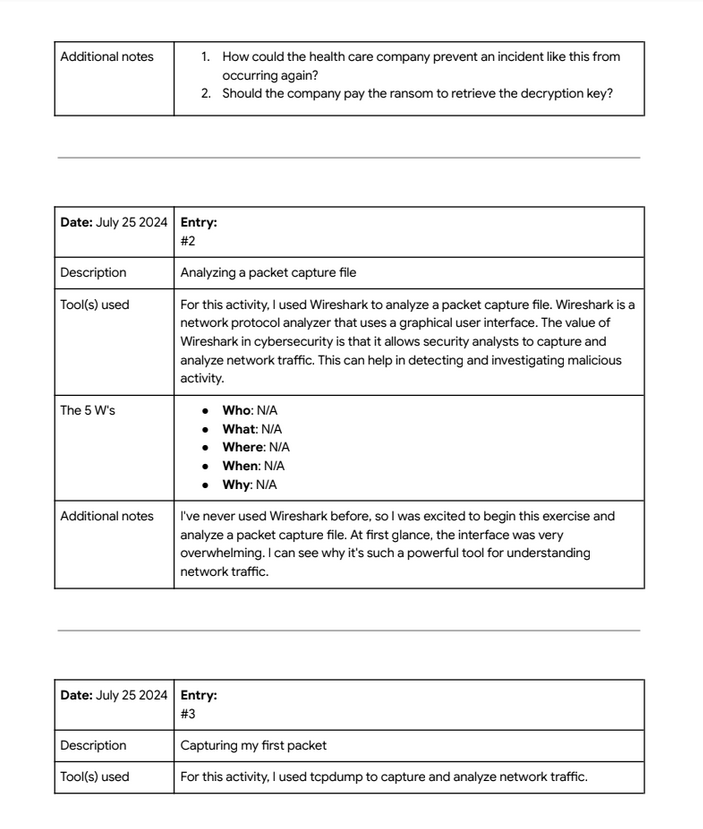 Additional notes
1. How could the health care company prevent an incident like this from
occurring again?
2. Should the company pay the ransom to retrieve the decryption key?
Date: July 25 2024
Entry:
#2
Description
Analyzing a packet capture file
Tool(s) used
For this activity, I used Wireshark to analyze a packet capture file. Wireshark is a
network protocol analyzer that uses a graphical user interface. The value of
Wireshark in cybersecurity is that it allows security analysts to capture and
analyze network traffic. This can help in detecting and investigating malicious
activity.
The 5 W's
● Who: N/A
● What: N/A
● Where: N/A
● When: N/A
● Why: N/A
Additional notes
I've never used Wireshark before, so I was excited to begin this exercise and
analyze a packet capture file. At first glance, the interface was very
overwhelming. I can see why it's such a powerful tool for understanding
network traffic.
Date: July 25 2024
Entry:
#3
Description
Capturing my first packet
Tool(s) used
For this activity, I used tcpdump to capture and analyze network traffic.